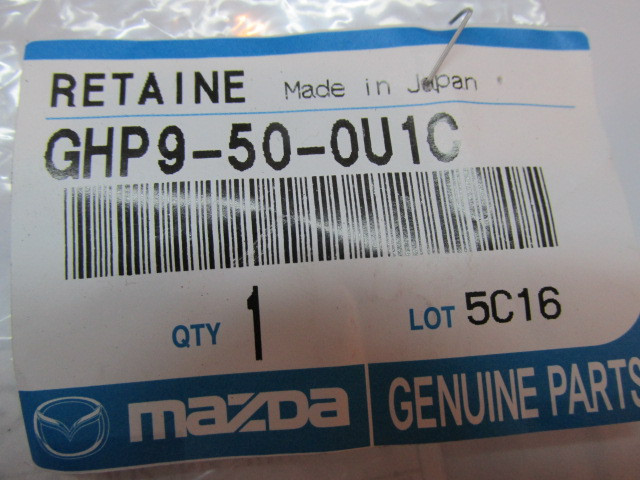 RETAINE Made in Japan
GHP9-50-0U1C
QTY 1 LOT 5C16
mazda GENUINE PARTS